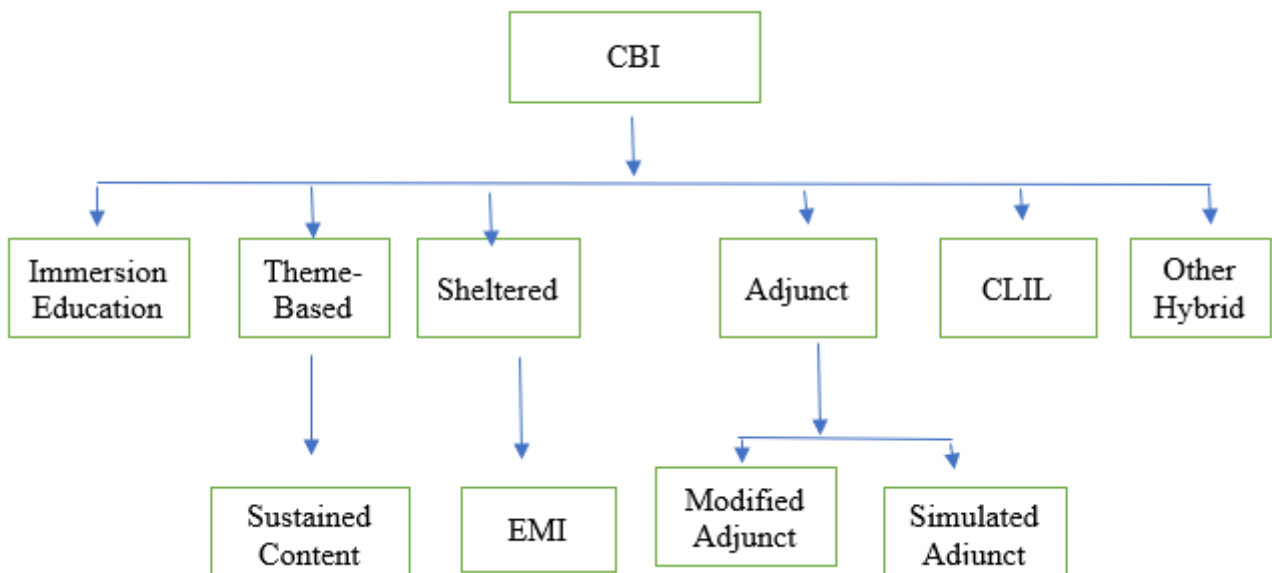 CBI
Immersion
Education
Theme-
Based
Sheltered
Adjunct
CLIL
Other
Hybrid
Sustained
Content
EMI
Modified
Adjunct
Simulated
Adjunct